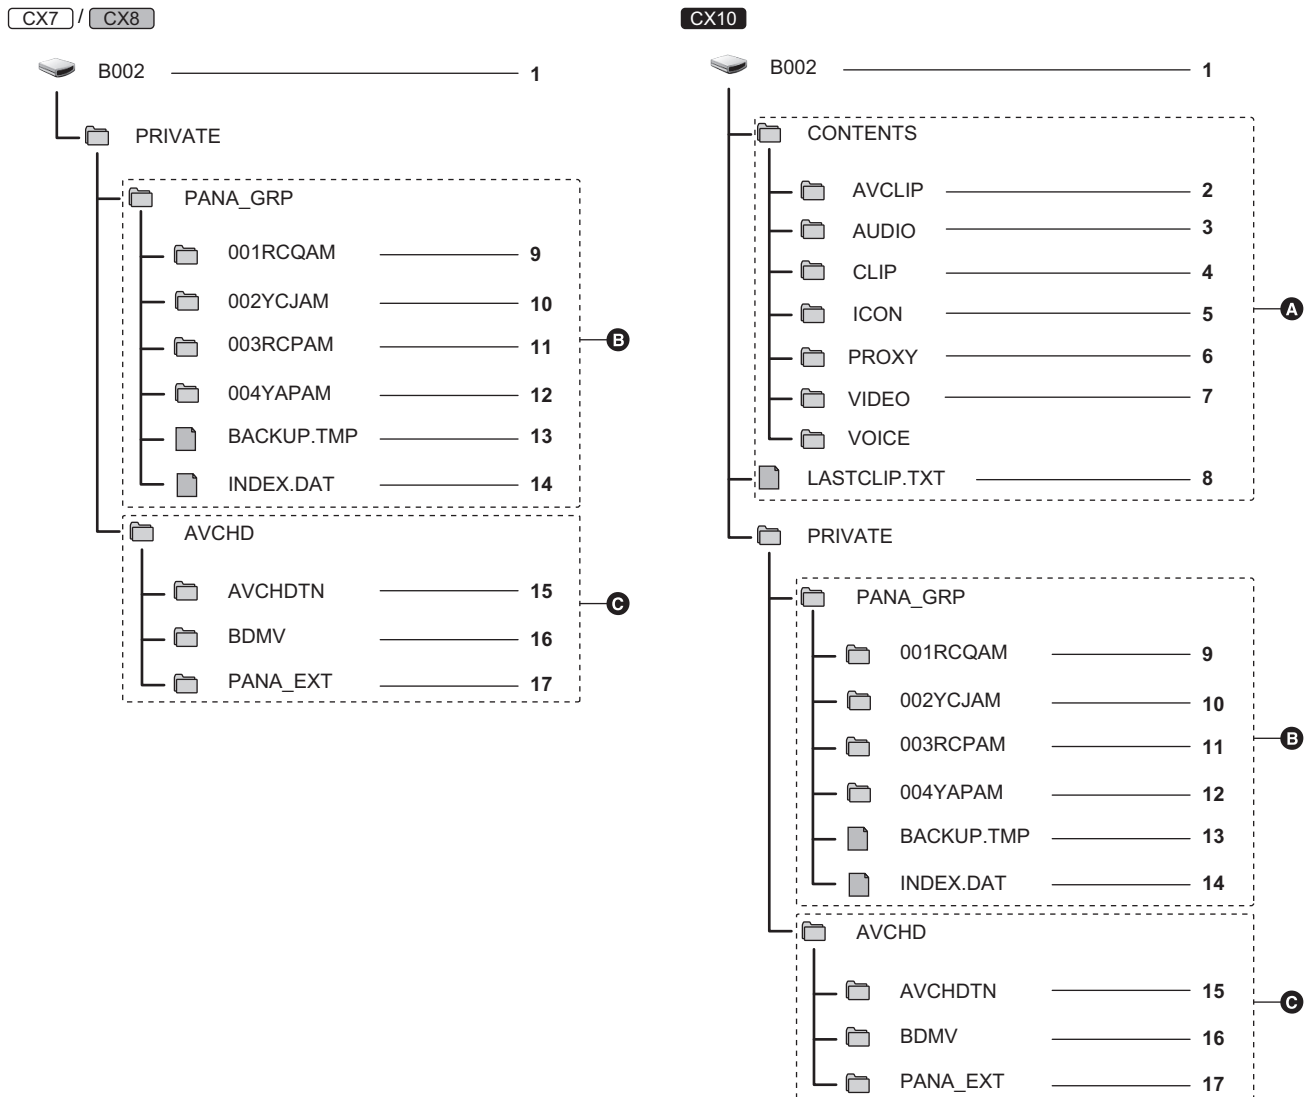 CX7 / CX8
B002 1
PRIVATE
PANA_GRP
001RCQAM 9
002YCJAM 10
003RCPAM 11
004YAPAM 12
BACKUP.TMP 13
INDEX.DAT 14
B
AVCHD
AVCHDTN 15
BDMV 16
PANA_EXT 17
C
CX10
B002 1
CONTENTS
AVCLIP 2
AUDIO 3
CLIP 4
ICON 5
PROXY 6
VIDEO 7
VOICE
LASTCLIP.TXT 8
A
PRIVATE
PANA_GRP
001RCQAM 9
002YCJAM 10
003RCPAM 11
004YAPAM 12
BACKUP.TMP 13
INDEX.DAT 14
B
AVCHD
AVCHDTN 15
BDMV 16
PANA_EXT 17
C